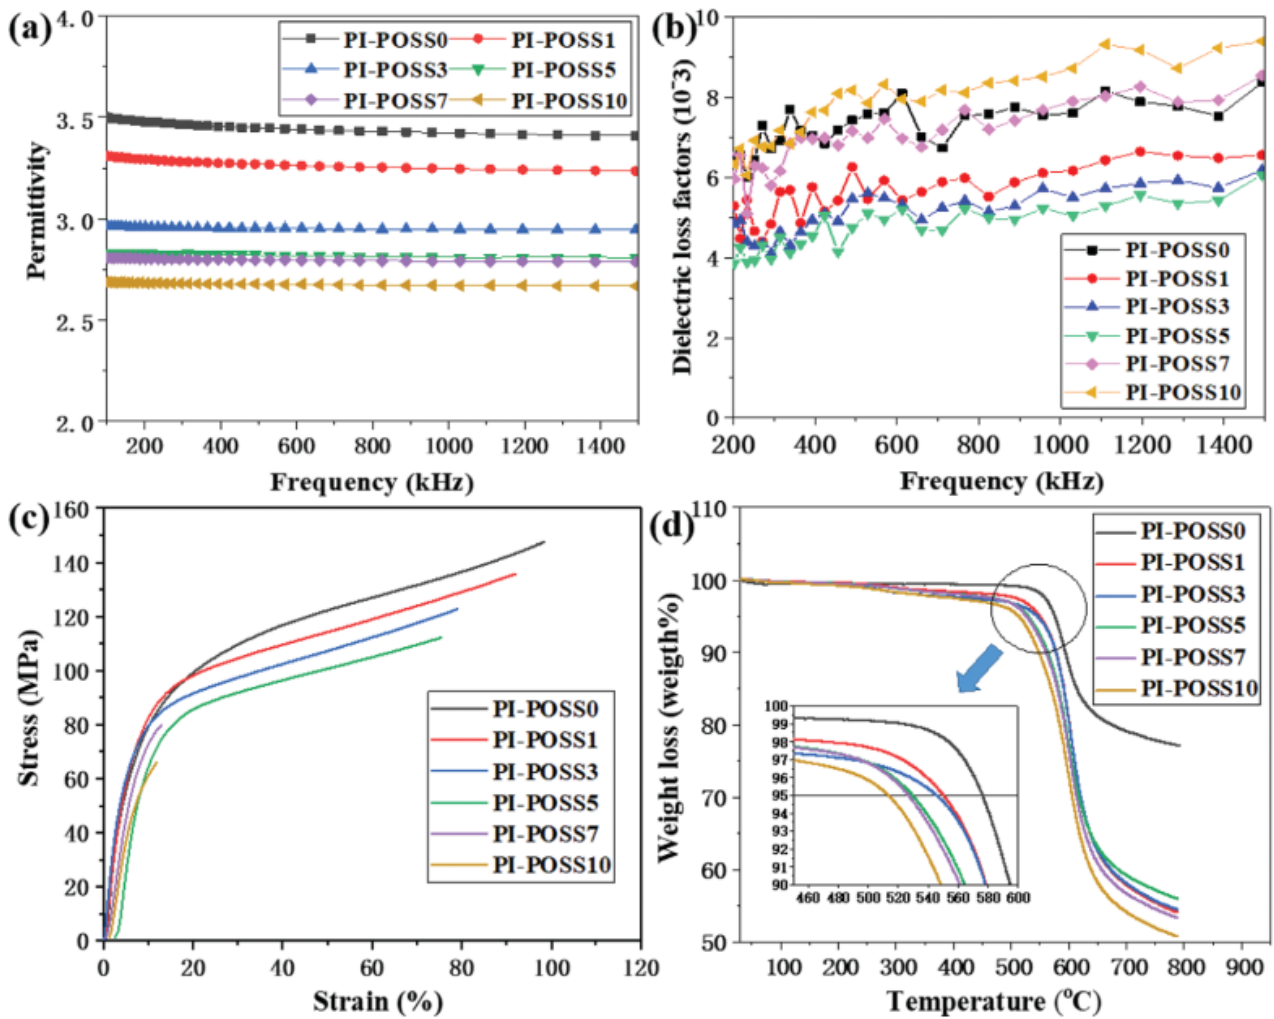 (a)
4.0
3.5
3.0
2.5
2.0
Permittivity
PI-POSS0 PI-POSS1
PI-POSS3 PI-POSS5
PI-POSS7 PI-POSS10
200 400 600 800 1000 1200 1400
Frequency (kHz)
(b)
10
8
6
4
2
0
Dielectric loss factors (10-3)
PI-POSS0
PI-POSS1
PI-POSS3
PI-POSS5
PI-POSS7
PI-POSS10
200 400 600 800 1000 1200 1400
Frequency (kHz)
(c)
160
140
120
100
80
60
40
20
0
Stress (MPa)
PI-POSS0
PI-POSS1
PI-POSS3
PI-POSS5
PI-POSS7
PI-POSS10
0 20 40 60 80 100 120
Strain (%)
(d)
110
100
90
80
70
60
50
Weight loss (weigth%)
PI-POSS0
PI-POSS1
PI-POSS3
PI-POSS5
PI-POSS7
PI-POSS10
100
99
98
97
96
95
94
93
92
91
90
460 480 500 520 540 560 580 600
100 200 300 400 500 600 700 800 900
Temperature (°C)